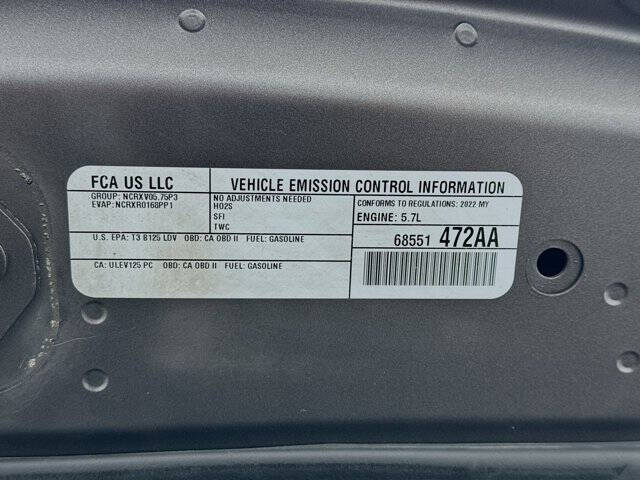 FCA US LLC
GROUP: NCRXV05.75P3
EVAP: NCRXR0168PP1
VEHICLE EMISSION CONTROL INFORMATION
NO ADJUSTMENTS NEEDED
HO2S
SFI
TWC
CONFORMS TO REGULATIONS: 2022 MY
ENGINE: 5.7L
U.S. EPA: T3 B125 LDV OBD: CA OBD II FUEL: GASOLINE
68551 472AA
CA: ULEV125 PC OBD: CA OBD II FUEL: GASOLINE